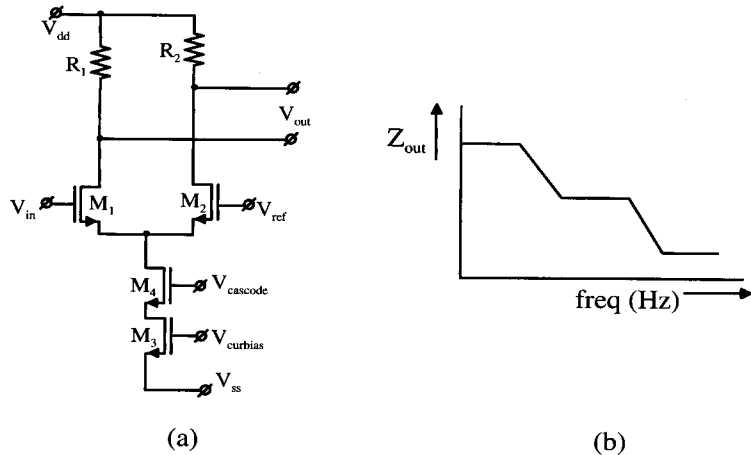 V_dd
R_1
R_2
V_out
V_in
M_1
M_2
V_ref
M_4
V_cascode
M_3
V_curbias
V_ss
(a)
Z_out
freq (Hz)
(b)